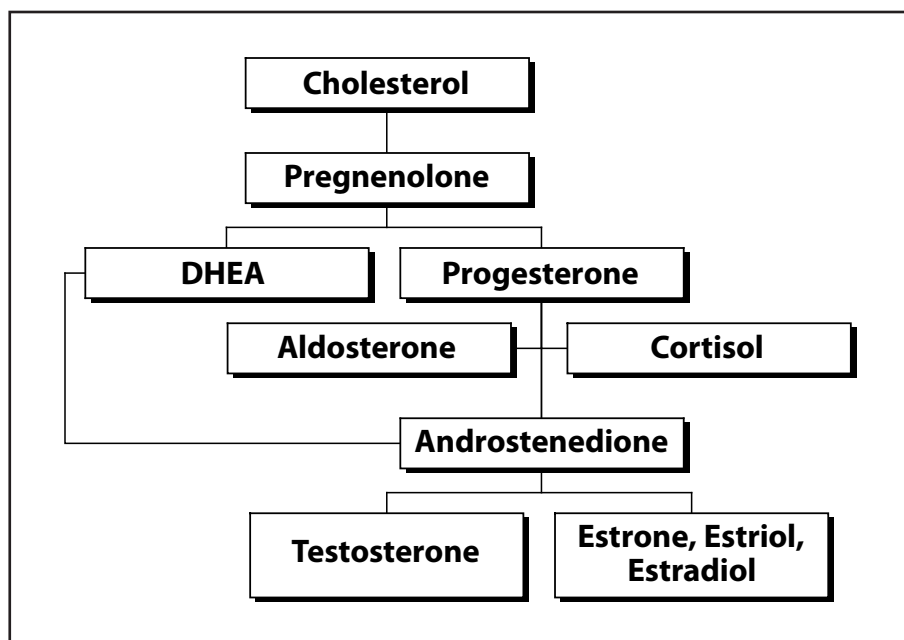 Cholesterol
Pregnenolone
DHEA
Progesterone
Aldosterone
Cortisol
Androstenedione
Testosterone
Estrone, Estriol,
Estradiol